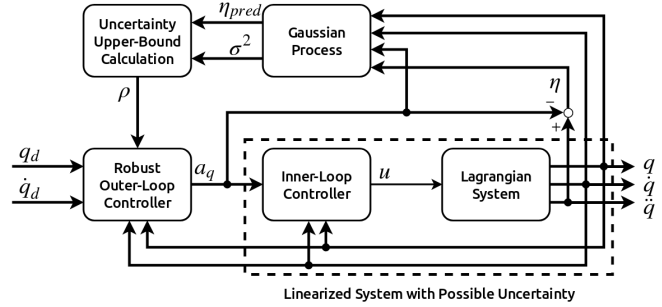 Uncertainty
Upper-Bound
Calculation
η_pred
σ²
Gaussian
Process
ρ
η
−
+
q_d
q̇_d
Robust
Outer-Loop
Controller
a_q
Inner-Loop
Controller
u
Lagrangian
System
q
q̇
q̈
Linearized System with Possible Uncertainty